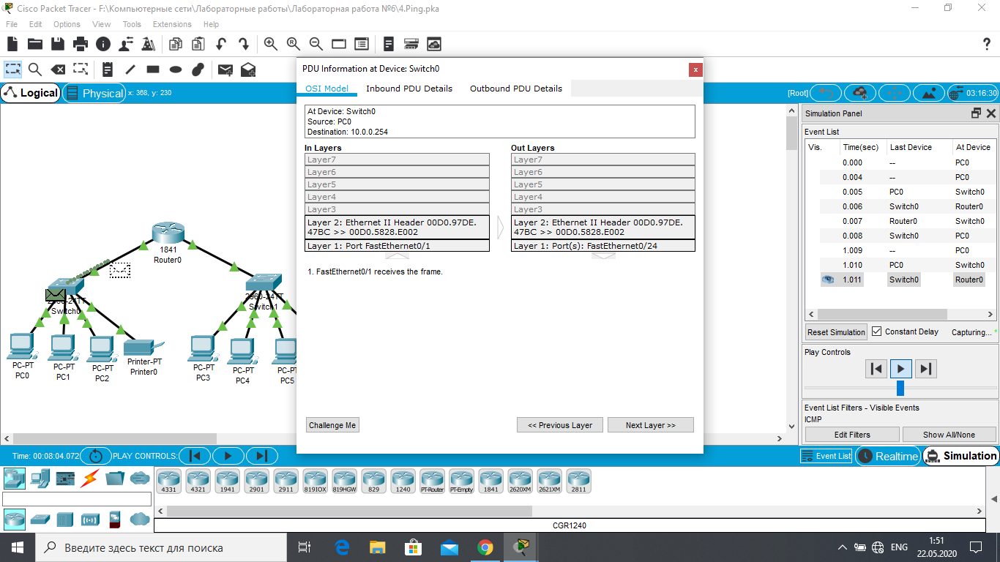 Cisco Packet Tracer - F:\Компьютерные сети\Лабораторные работы\Лабораторная работа №6\4.Ping.pka
File Edit Options View Tools Extensions Help
?
Logical Physical x: 368, y: 230 [Root] 03:16:30
PDU Information at Device: Switch0
x
OSI Model Inbound PDU Details Outbound PDU Details
At Device: Switch0
Source: PC0
Destination: 10.0.0.254
In Layers
Layer7
Layer6
Layer5
Layer4
Layer3
Layer 2: Ethernet II Header 00D0.97DE.
47BC >> 00D0.5828.E002
Layer 1: Port FastEthernet0/1
Out Layers
Layer7
Layer6
Layer5
Layer4
Layer3
Layer 2: Ethernet II Header 00D0.97DE.
47BC >> 00D0.5828.E002
Layer 1: Port(s): FastEthernet0/24
1. FastEthernet0/1 receives the frame.
Challenge Me << Previous Layer Next Layer >>
1841
Router0
2960-24TT
Switch0
2960-24TT
Switch1
PC-PT
PC0
PC-PT
PC1
PC-PT
PC2
Printer-PT
Printer0
PC-PT
PC3
PC-PT
PC4
PC-P
PC5
Simulation Panel
Event List
Vis. Time(sec) Last Device At Device
0.000 -- PC0
0.004 -- PC0
0.005 PC0 Switch0
0.006 Switch0 Router0
0.007 Router0 Switch0
0.008 Switch0 PC0
1.009 -- PC0
1.010 PC0 Switch0
1.011 Switch0 Router0
Reset Simulation Constant Delay Capturing... *
Play Controls
Event List Filters - Visible Events
ICMP
Edit Filters Show All/None
Time: 00:08:04.072 PLAY CONTROLS: Event List Realtime Simulation
4331 4321 1941 2901 2911 819IOX 819HGW 829 1240 PT-Router PT-Empty 1841 2620XM 2621XM 2811
CGR1240
Введите здесь текст для поиска
ENG
1:51
22.05.2020